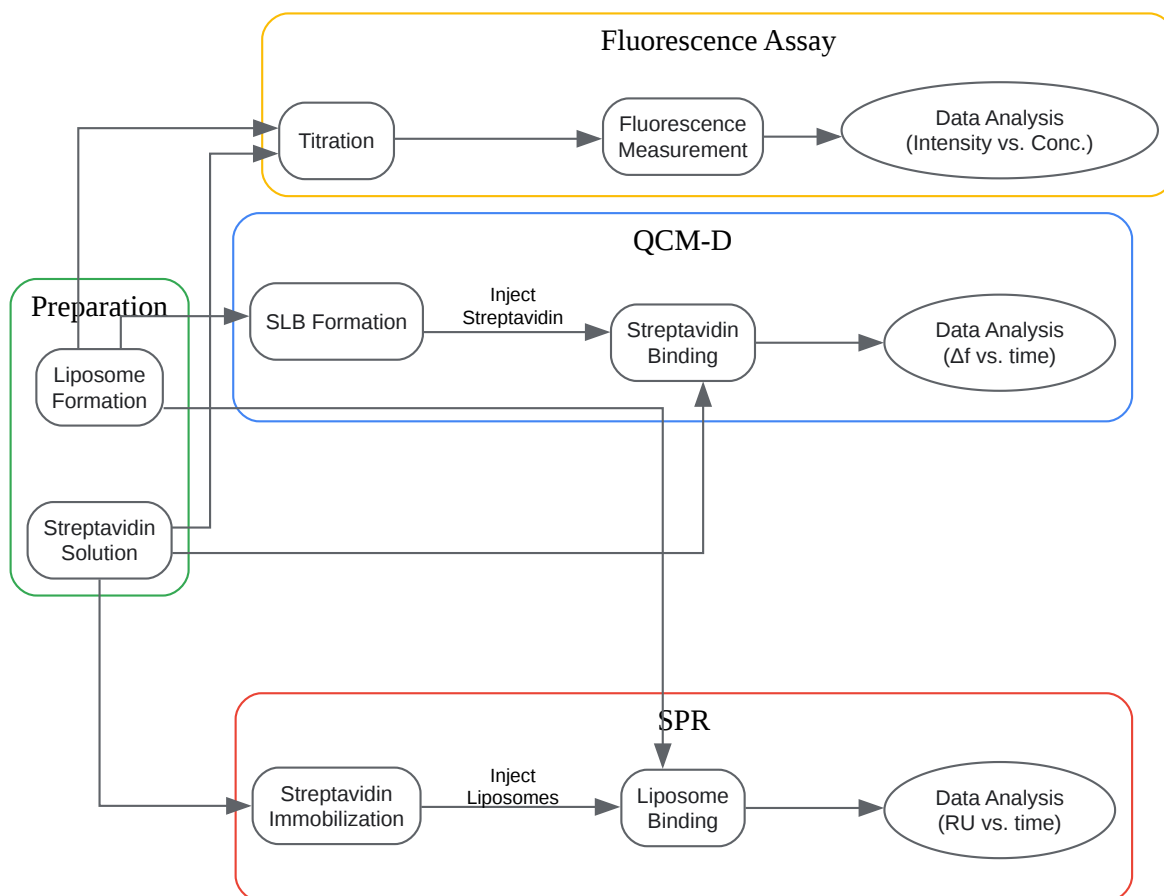 Fluorescence Assay
Titration
Fluorescence
Measurement
Data Analysis
(Intensity vs. Conc.)
QCM-D
SLB Formation
Inject
Streptavidin
Streptavidin
Binding
Data Analysis
(Δf vs. time)
Preparation
Liposome
Formation
Streptavidin
Solution
SPR
Streptavidin
Immobilization
Inject
Liposomes
Liposome
Binding
Data Analysis
(RU vs. time)